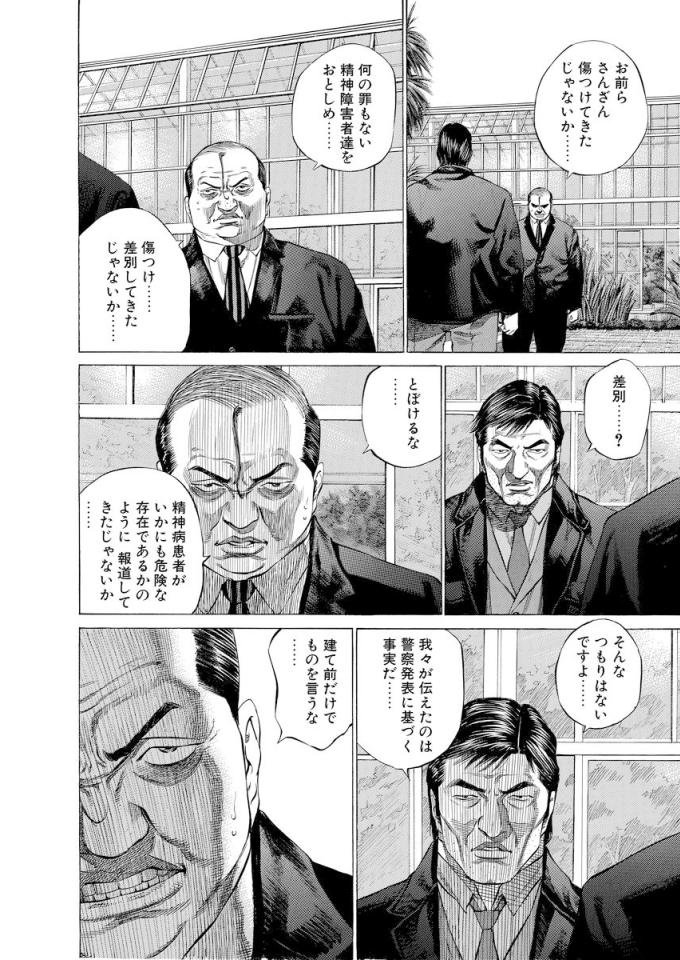 お前ら
さんざん
傷つけてきた
じゃないか……
何の罪もない
精神障害者達を
おとしめ……
傷つけ……
差別してきた
じゃないか……
差別……?
とぼけるな
……
精神病患者が
いかにも危険な
存在であるかの
ように 報道して
きたじゃないか
……
そんな
つもりはない
ですよ……
我々が伝えたのは
警察発表に基づく
事実だ……
建て前だけで
ものを言うな
……